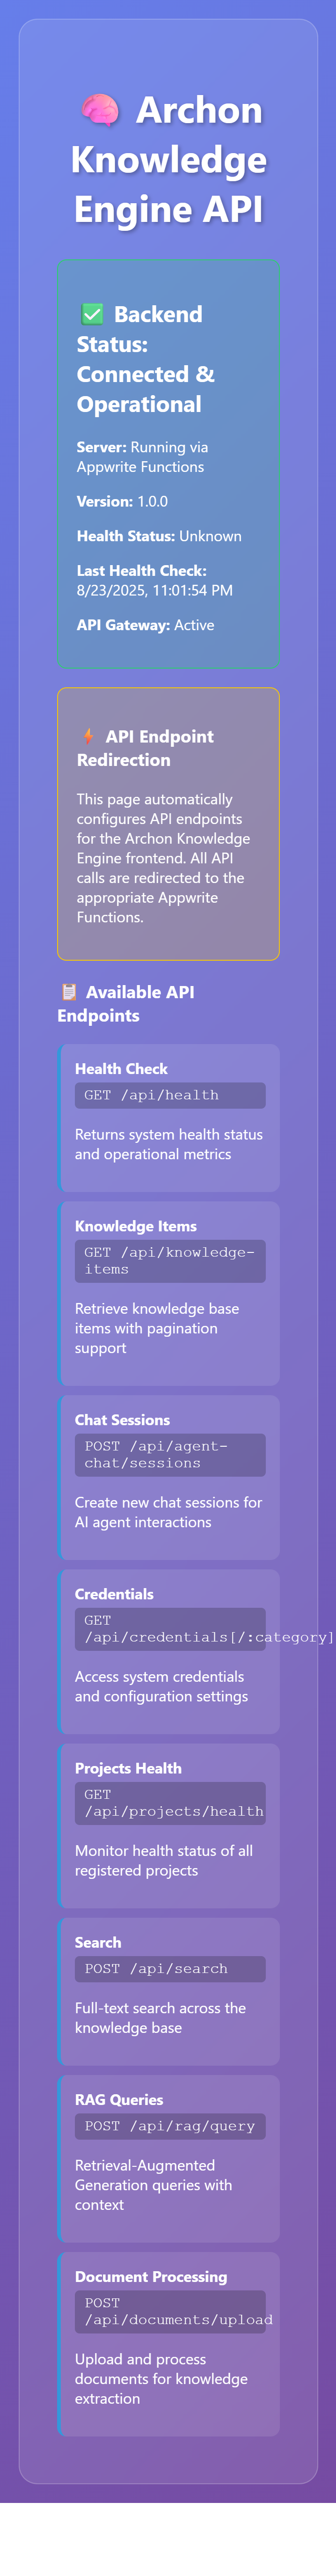 🧠 Archon
Knowledge
Engine API
✅ Backend
Status:
Connected &
Operational
Server: Running via
Appwrite Functions
Version: 1.0.0
Health Status: Unknown
Last Health Check:
8/23/2025, 11:01:54 PM
API Gateway: Active
⚡ API Endpoint
Redirection
This page automatically
configures API endpoints
for the Archon Knowledge
Engine frontend. All API
calls are redirected to the
appropriate Appwrite
Functions.
📋 Available API
Endpoints
Health Check
GET /api/health
Returns system health status
and operational metrics
Knowledge Items
GET /api/knowledge-
items
Retrieve knowledge base
items with pagination
support
Chat Sessions
POST /api/agent-
chat/sessions
Create new chat sessions for
AI agent interactions
Credentials
GET
/api/credentials[/:category]
Access system credentials
and configuration settings
Projects Health
GET
/api/projects/health
Monitor health status of all
registered projects
Search
POST /api/search
Full-text search across the
knowledge base
RAG Queries
POST /api/rag/query
Retrieval-Augmented
Generation queries with
context
Document Processing
POST
/api/documents/upload
Upload and process
documents for knowledge
extraction